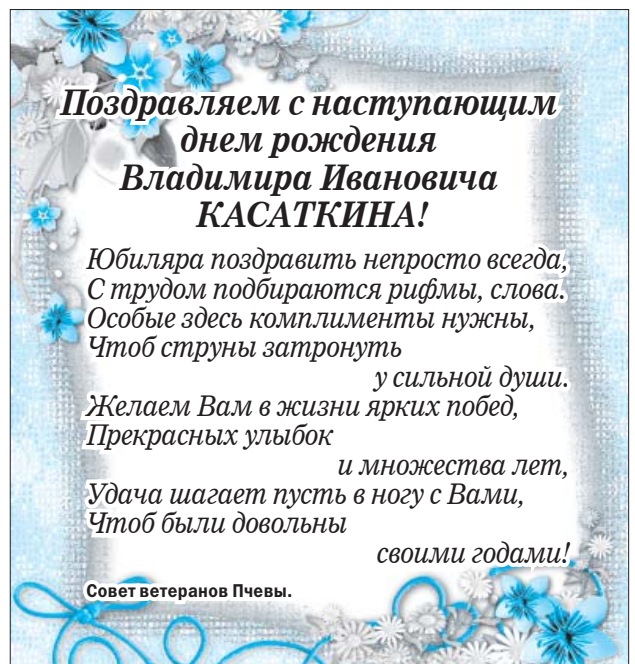 Поздравляем с наступающим
днем рождения
Владимира Ивановича
КАСАТКИНА!
Юбиляра поздравить непросто всегда,
С трудом подбираются рифмы, слова.
Особые здесь комплименты нужны,
Чтоб струны затронуть
у сильной души.
Желаем Вам в жизни ярких побед,
Прекрасных улыбок
и множества лет,
Удача шагает пусть в ногу с Вами,
Чтоб были довольны
своими годами!
Совет ветеранов Пчевы.